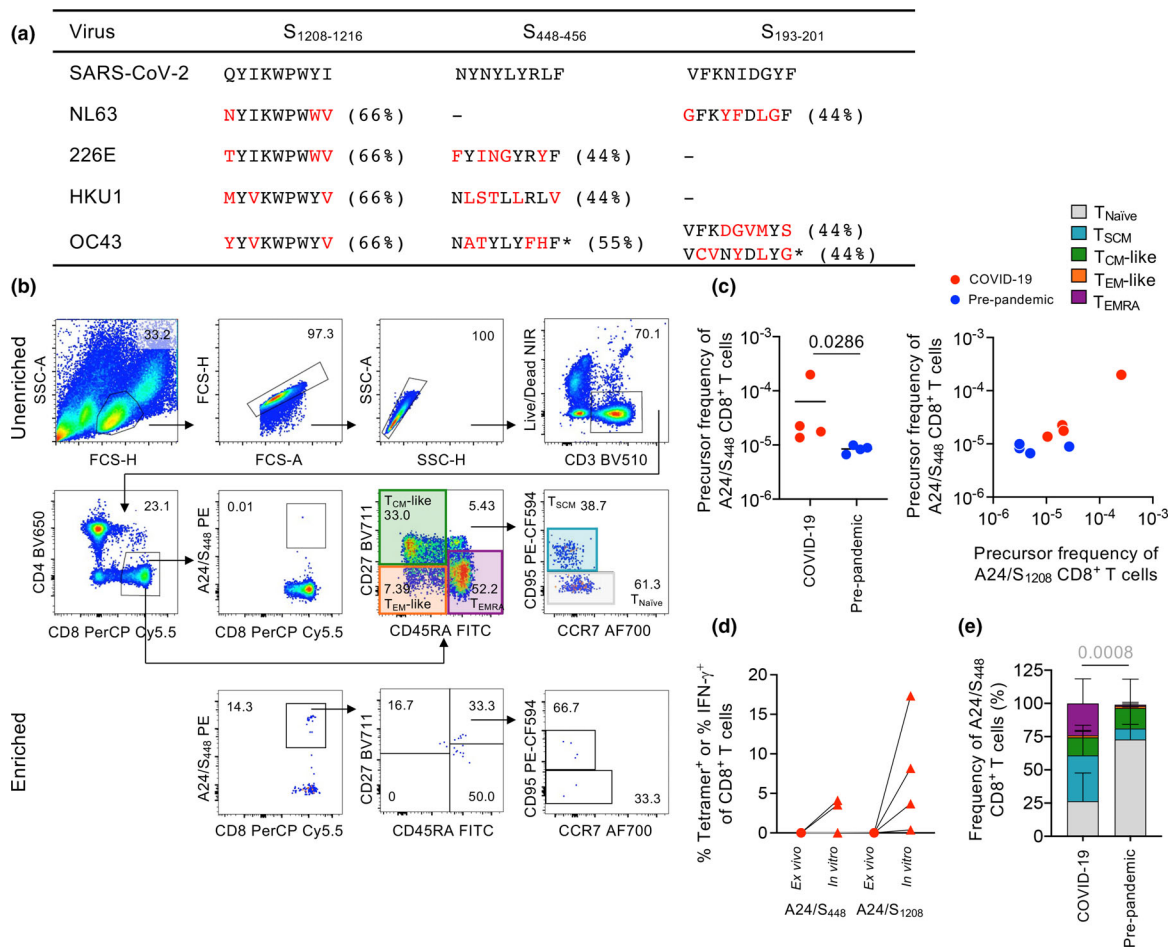 (a)
Virus S1208-1216 S448-456 S193-201
SARS-CoV-2 QYIKWPWYI NYNYLYRLF VFKNIDGYF
NL63 NYIKWPWWV (66%) – GFKYFDLGF (44%)
226E TYIKWPWWV (66%) FYINGYRYF (44%) –
HKU1 MYVKWPWYV (66%) NLSTLLRLV (44%) –
OC43 YYVKWPWYV (66%) NATYLYFHF* (55%) VFKDGVMYS (44%)
VCVNYDLYG* (44%)
TNaïve
TSCM
TCM-like
TEM-like
TEMRA
(b)
Unenriched
33.2
SSC-A
FCS-H
97.3
FCS-H
FCS-A
100
SSC-A
SSC-H
70.1
Live/Dead NIR
CD3 BV510
23.1
CD4 BV650
CD8 PerCP Cy5.5
0.01
A24/S448 PE
CD8 PerCP Cy5.5
TCM-like
33.0
5.43
7.39
TEM-like
52.2
TEMRA
CD27 BV711
CD45RA FITC
TSCM 38.7
61.3
TNaïve
CD95 PE-CF594
CCR7 AF700
Enriched
14.3
A24/S448 PE
CD8 PerCP Cy5.5
16.7 33.3
0 50.0
CD27 BV711
CD45RA FITC
66.7
33.3
CD95 PE-CF594
CCR7 AF700
(c)
COVID-19
Pre-pandemic
Precursor frequency of
A24/S448 CD8+ T cells
10-3
10-4
10-5
10-6
0.0286
COVID-19
Pre-pandemic
Precursor frequency of
A24/S448 CD8+ T cells
10-3
10-4
10-5
10-6
10-6 10-5 10-4 10-3
Precursor frequency of
A24/S1208 CD8+ T cells
(d)
% Tetramer+ or % IFN-γ+
of CD8+ T cells
20
15
10
5
0
Ex vivo
In vitro
Ex vivo
In vitro
A24/S448 A24/S1208
(e)
0.0008
Frequency of A24/S448
CD8+ T cells (%)
125
100
75
50
25
0
COVID-19
Pre-pandemic